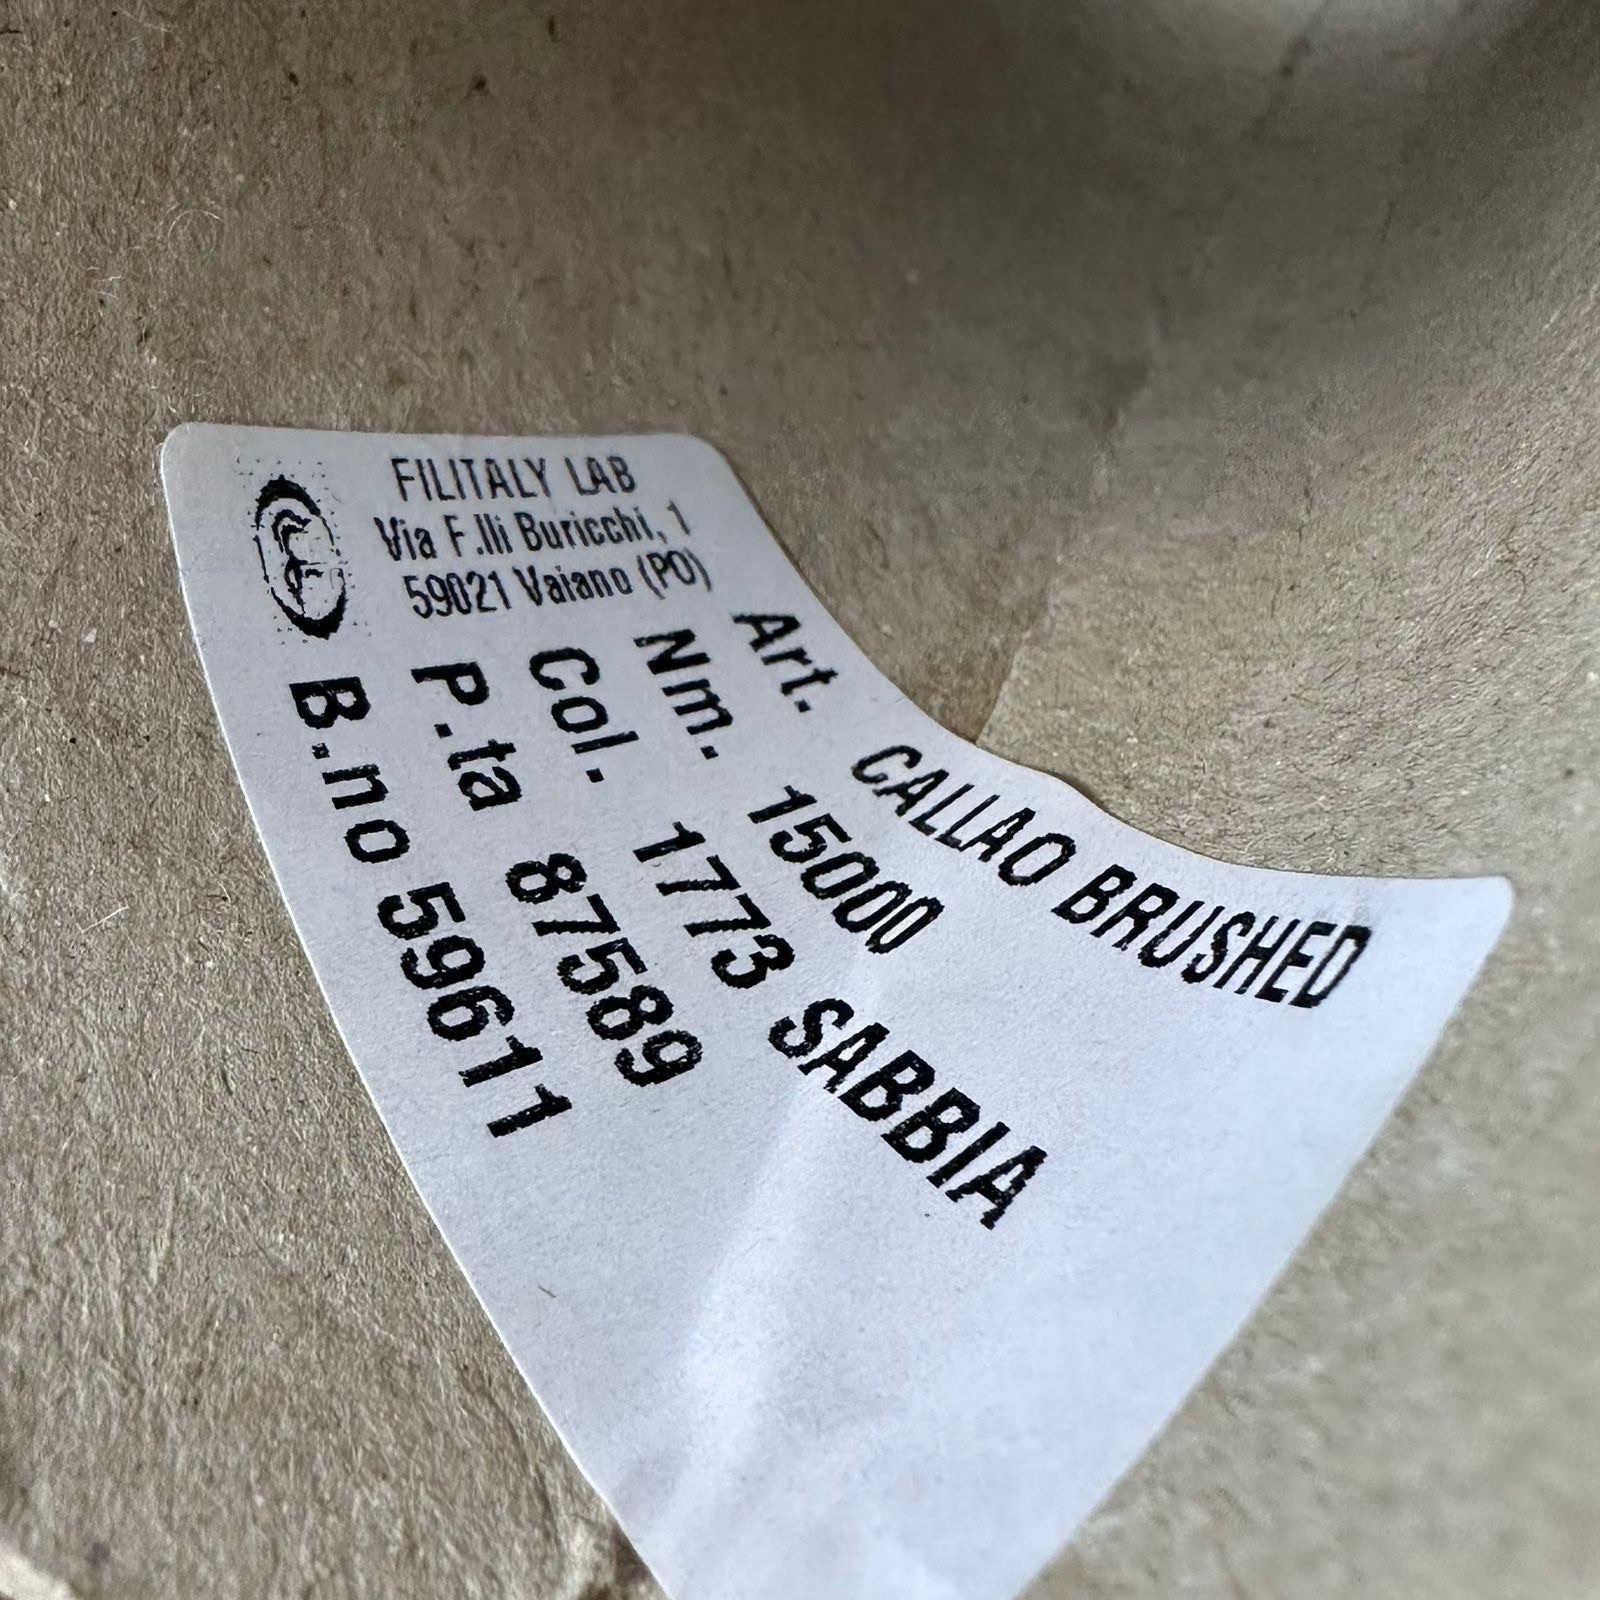 FILITALY LAB
Via F.lli Buricchi, 1
59021 Vaiano (PO)
Art. CALLAO BRUSHED
Nm. 15000
Col. 1773 SABBIA
P.ta 87589
B.no 59611